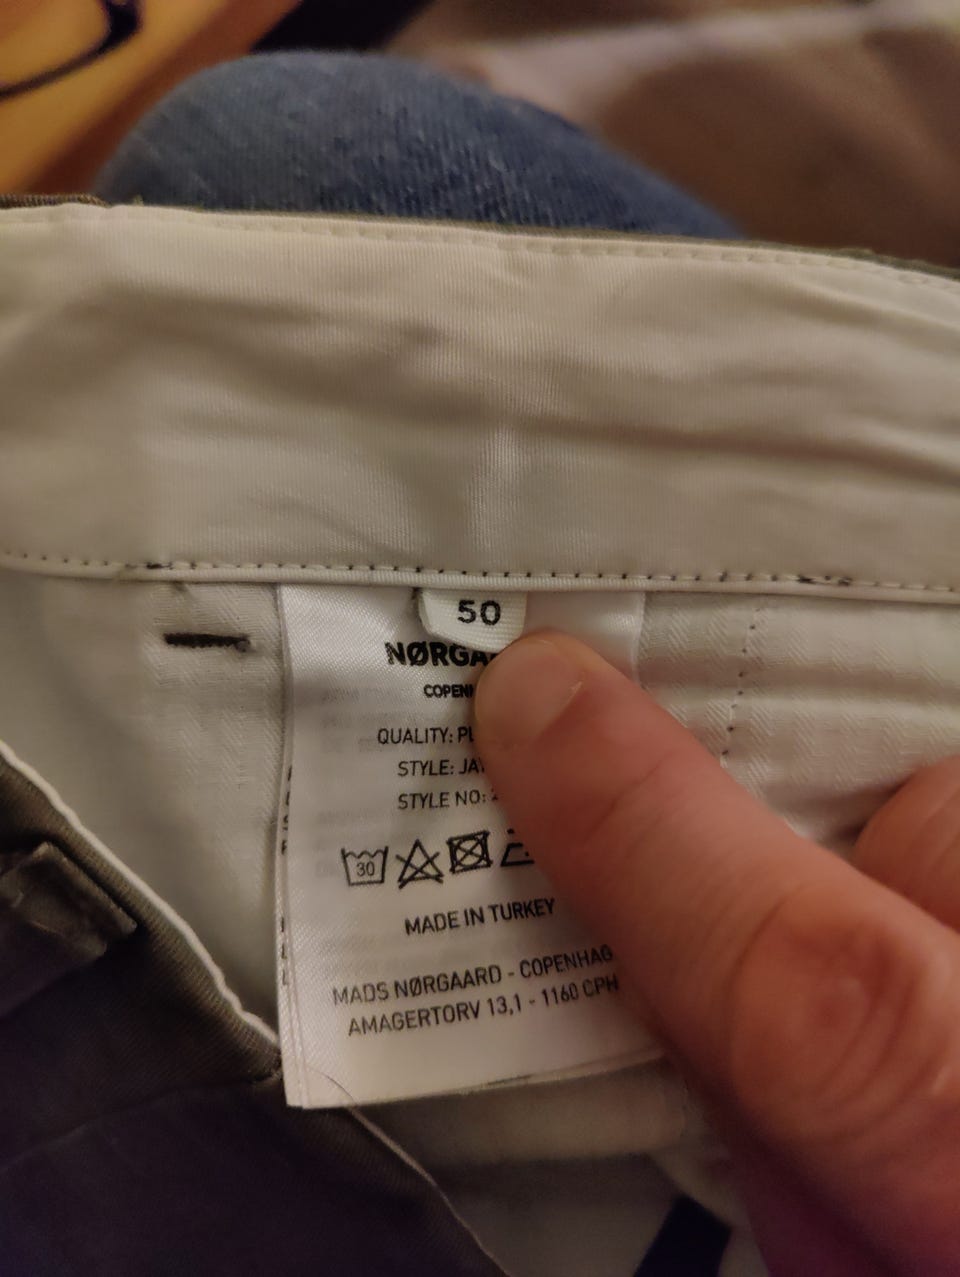 50
NØRGA
COPENH
QUALITY:
STYLE: JA
STYLE NO:
30
MADE IN TURKEY
MADS NØRGAARD - COPENHAG
AMAGERTORV 13,1 - 1160 CPH